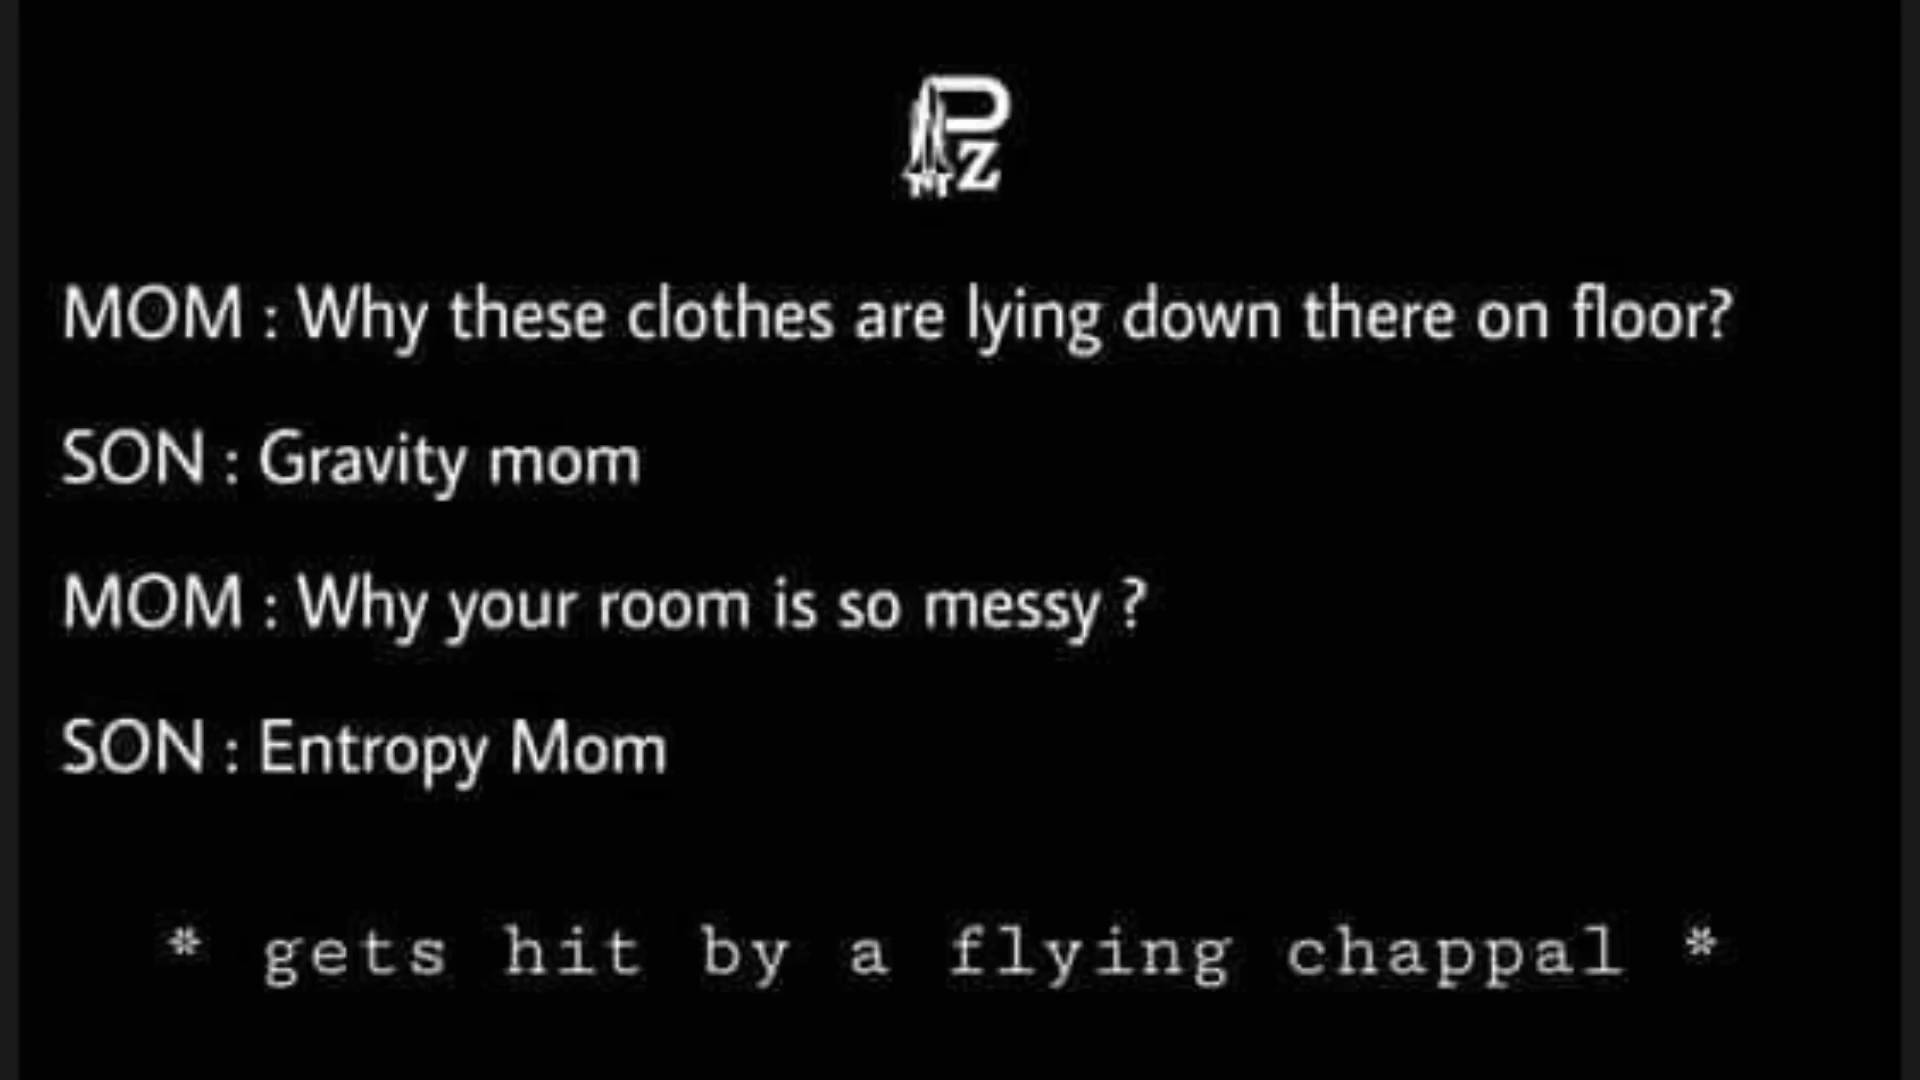 PZ
MOM : Why these clothes are lying down there on floor?
SON : Gravity mom
MOM : Why your room is so messy ?
SON : Entropy Mom
* gets hit by a flying chappal *